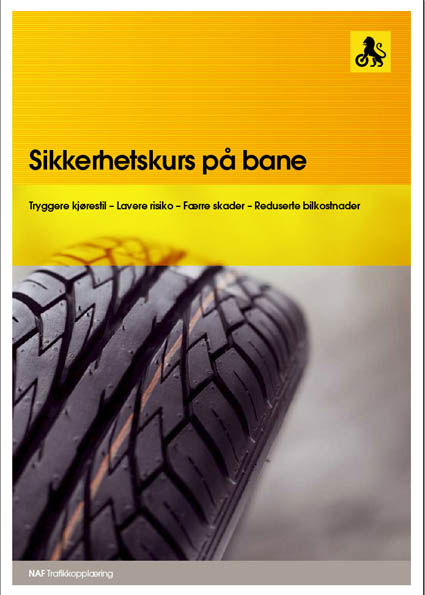 Sikkerhetskurs på bane
Tryggere kjørestil – Lavere risiko – Færre skader – Reduserte bilkostnader
NAF Trafikkopplæring